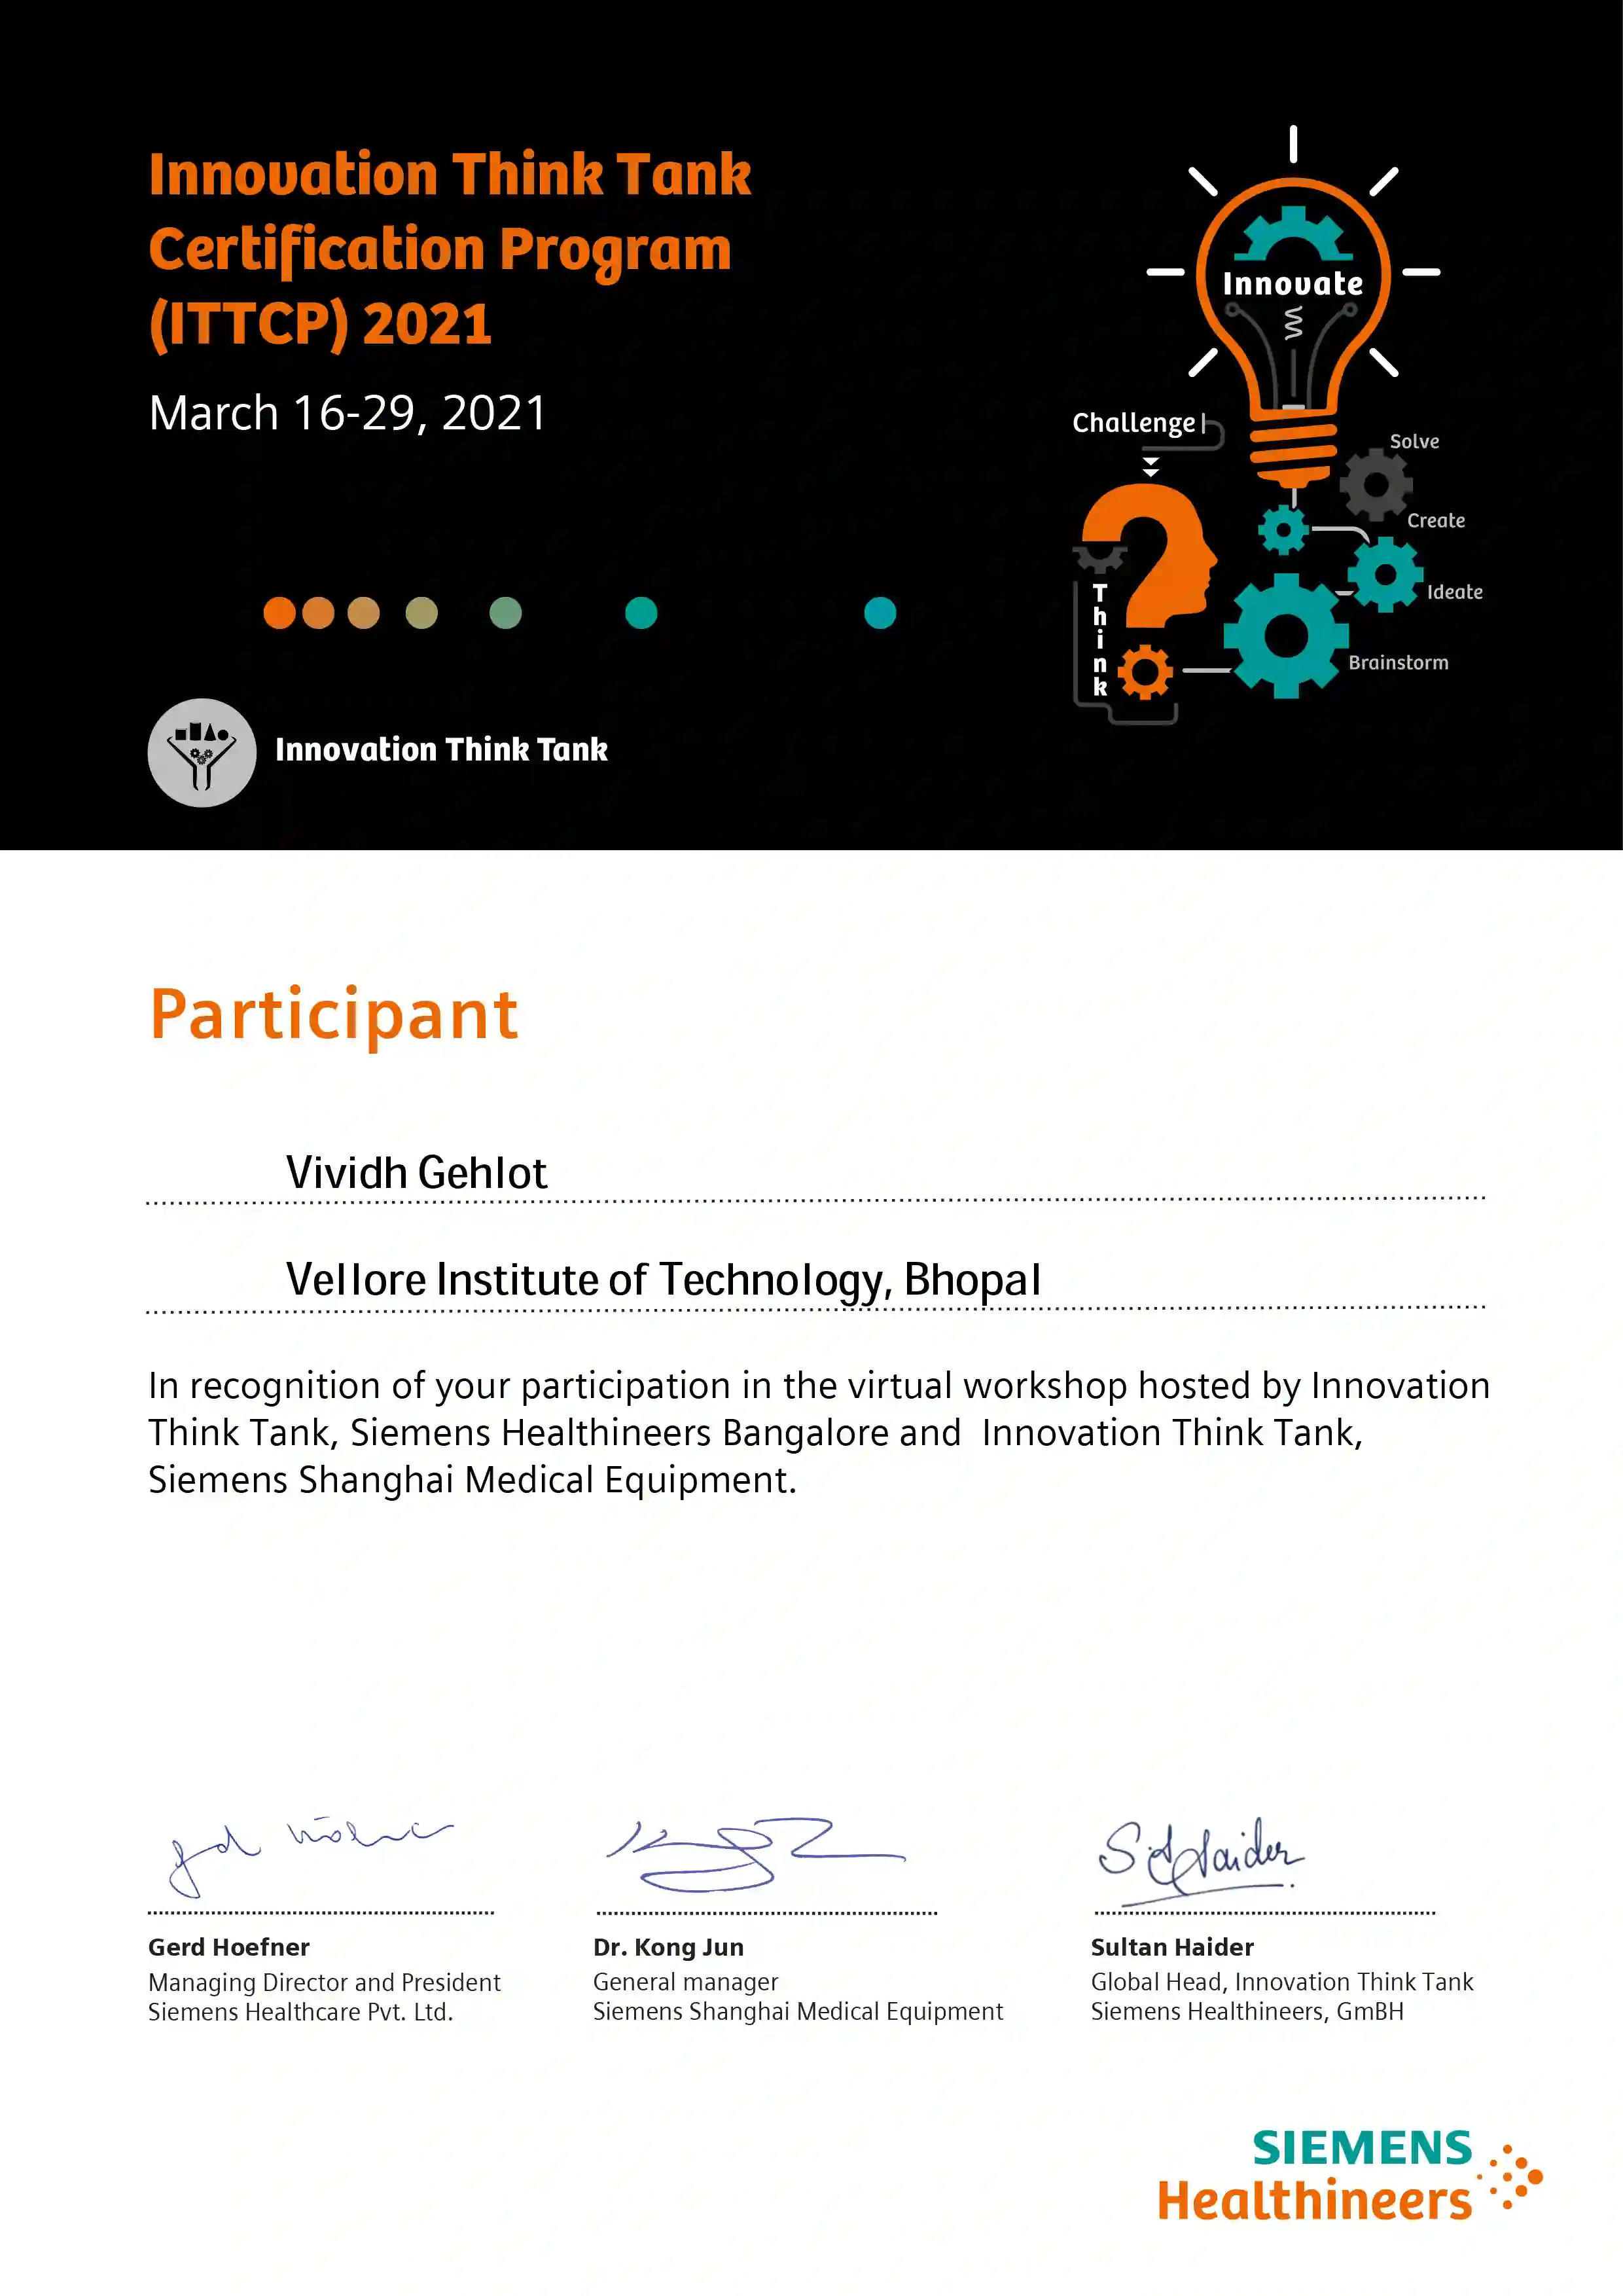 Innovation Think Tank
Certification Program
(ITTCP) 2021
March 16-29, 2021
Innovate
Challenge
Solve
Create
Ideate
Brainstorm
Think
Innovation Think Tank
Participant
Vividh Gehlot
Vellore Institute of Technology, Bhopal
In recognition of your participation in the virtual workshop hosted by Innovation
Think Tank, Siemens Healthineers Bangalore and  Innovation Think Tank,
Siemens Shanghai Medical Equipment.
S Haider
Gerd Hoefner
Managing Director and President
Siemens Healthcare Pvt. Ltd.
Dr. Kong Jun
General manager
Siemens Shanghai Medical Equipment
Sultan Haider
Global Head, Innovation Think Tank
Siemens Healthineers, GmBH
SIEMENS
Healthineers